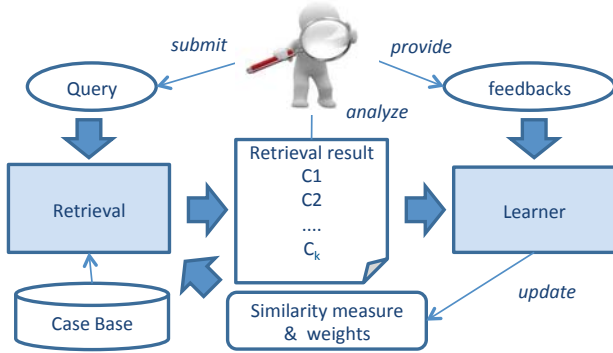 submit
provide
Query
feedbacks
analyze
Retrieval result
C1
C2
....
Ck
Retrieval
Learner
Case Base
Similarity measure
& weights
update